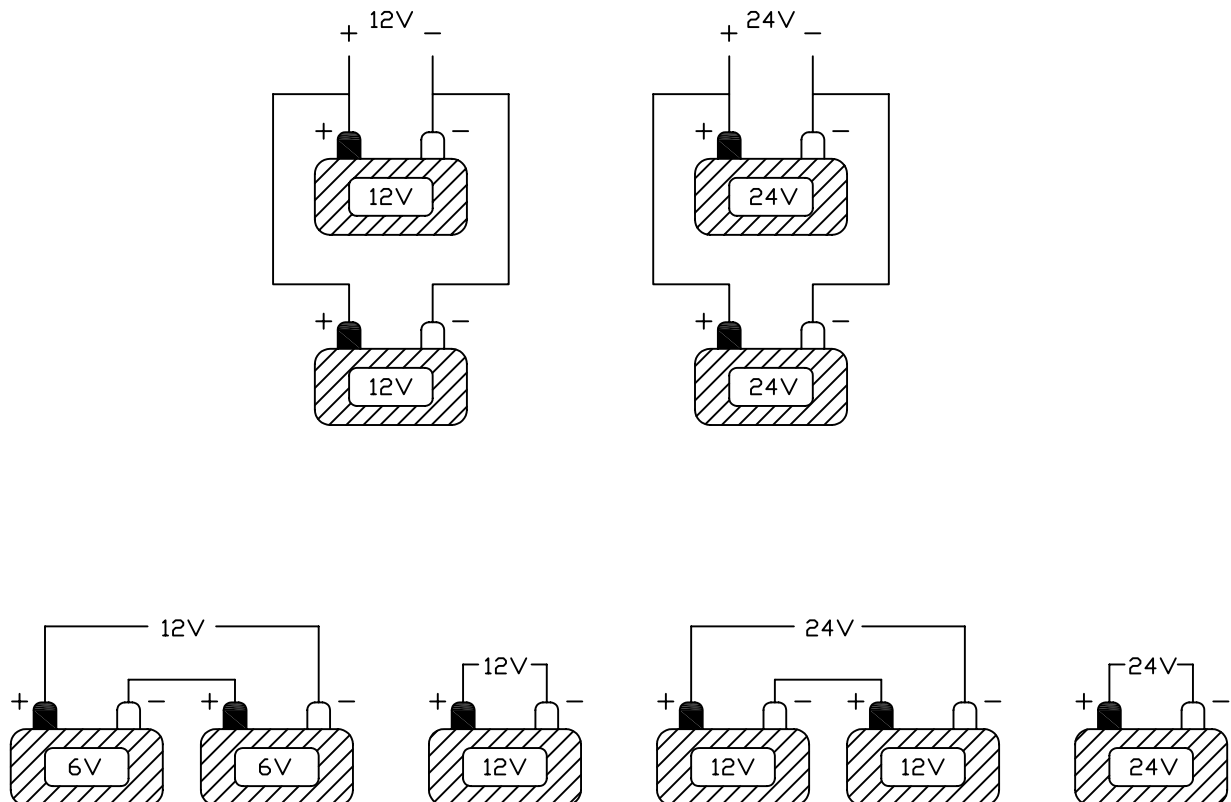 12V 24V
+ - + -
+ - + -
12V 24V
+ - + -
12V 24V
12V 24V
12V 24V
+ - + - + - + - + - + -
6V 6V 12V 12V 12V 24V